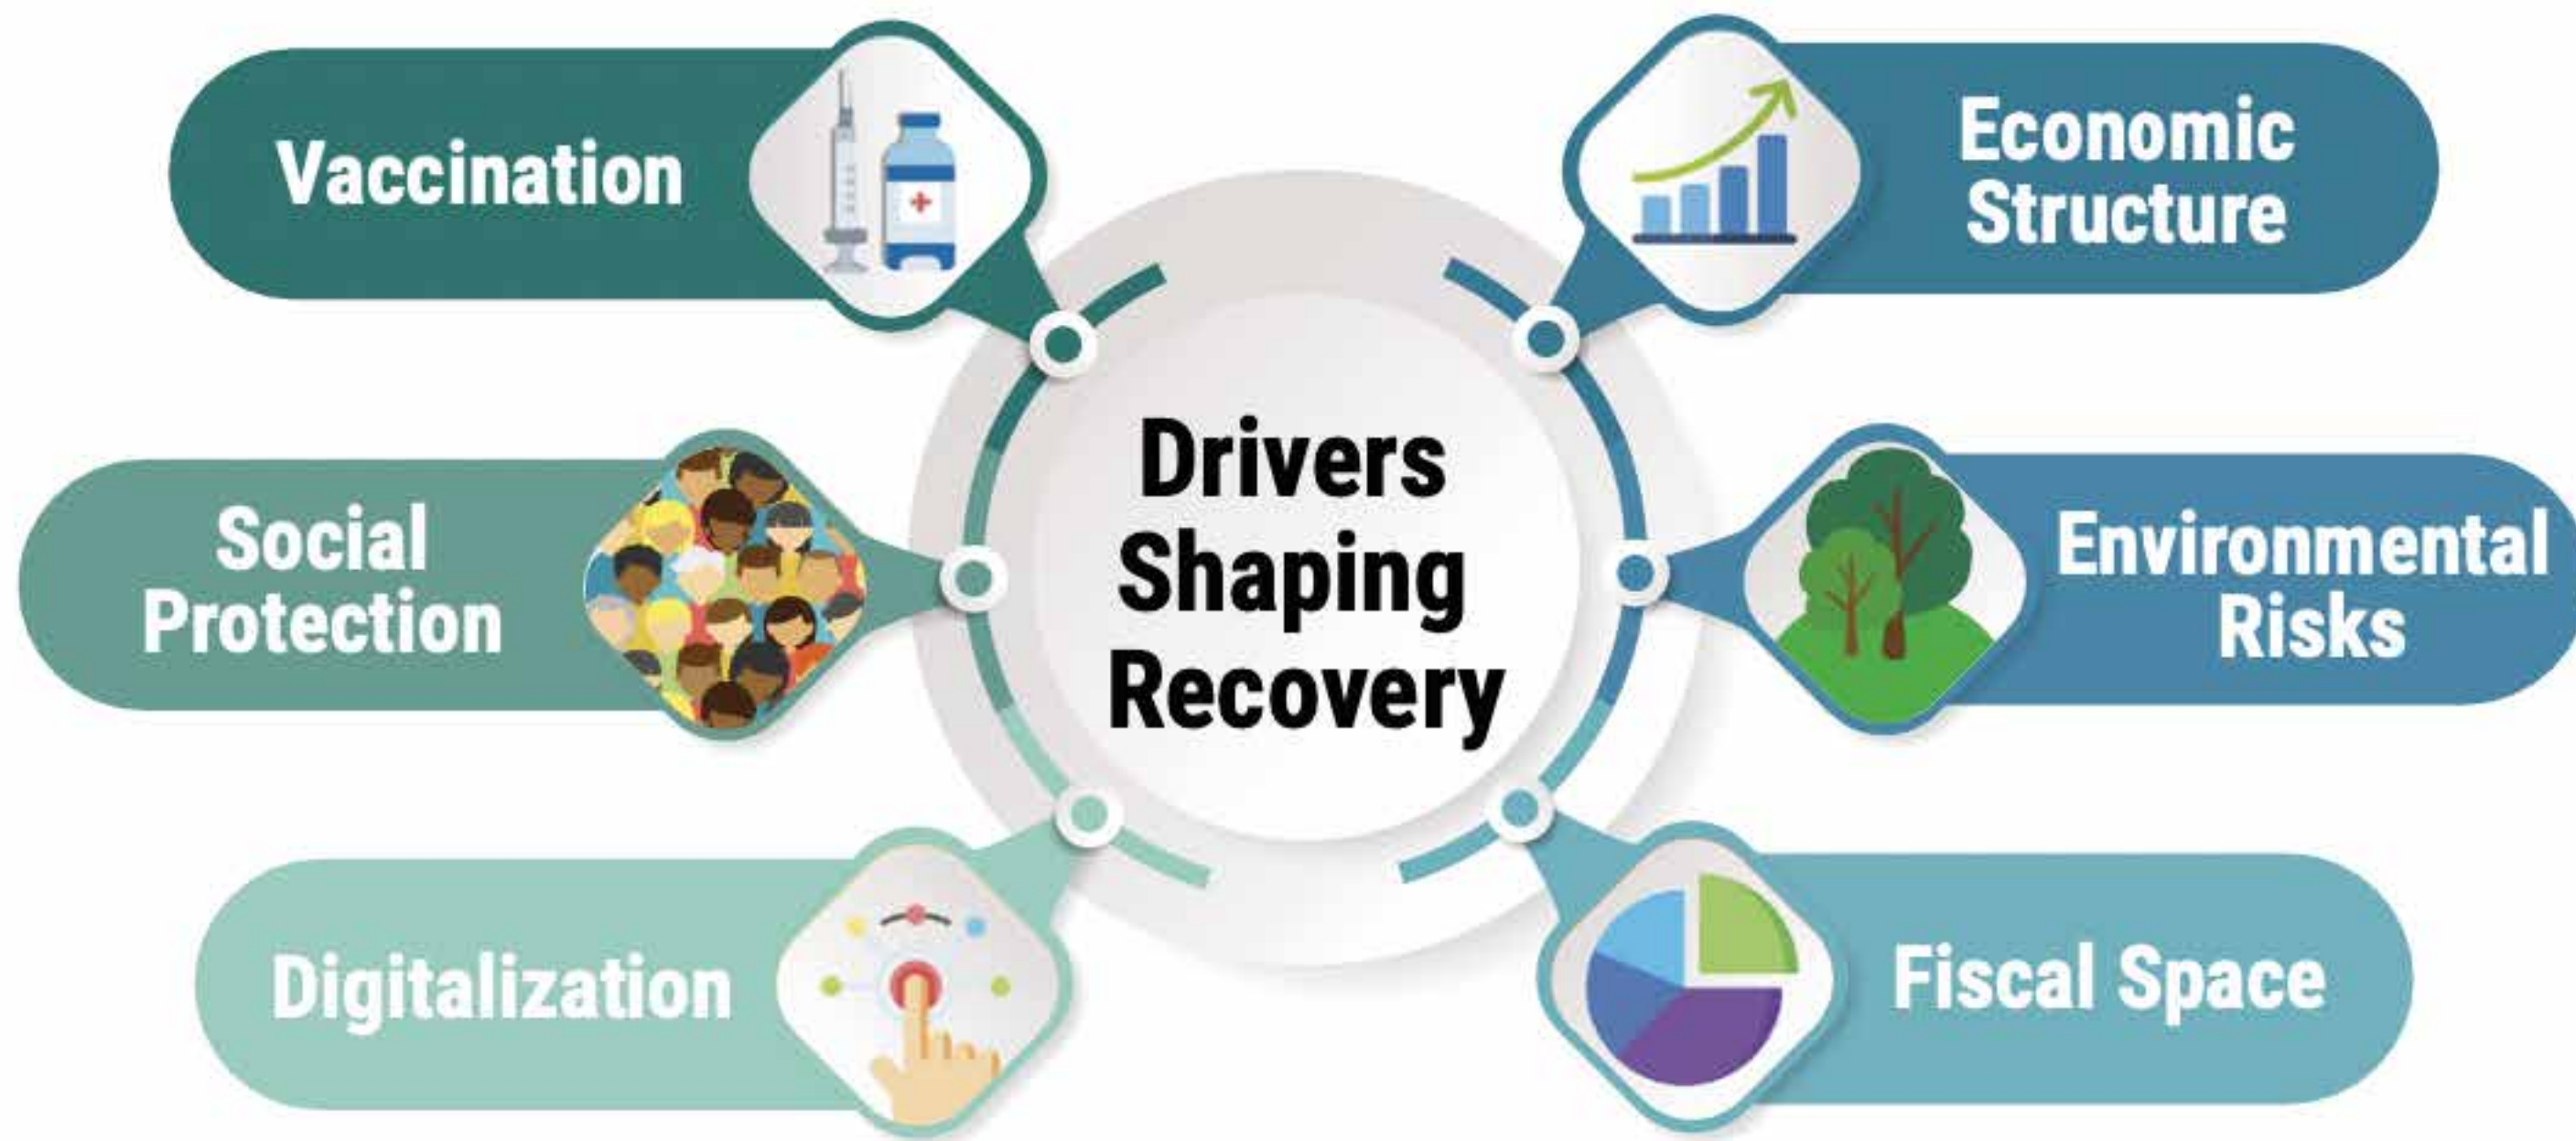 Vaccination
Social
Protection
Digitalization
Drivers
Shaping
Recovery
Economic
Structure
Environmental
Risks
Fiscal Space